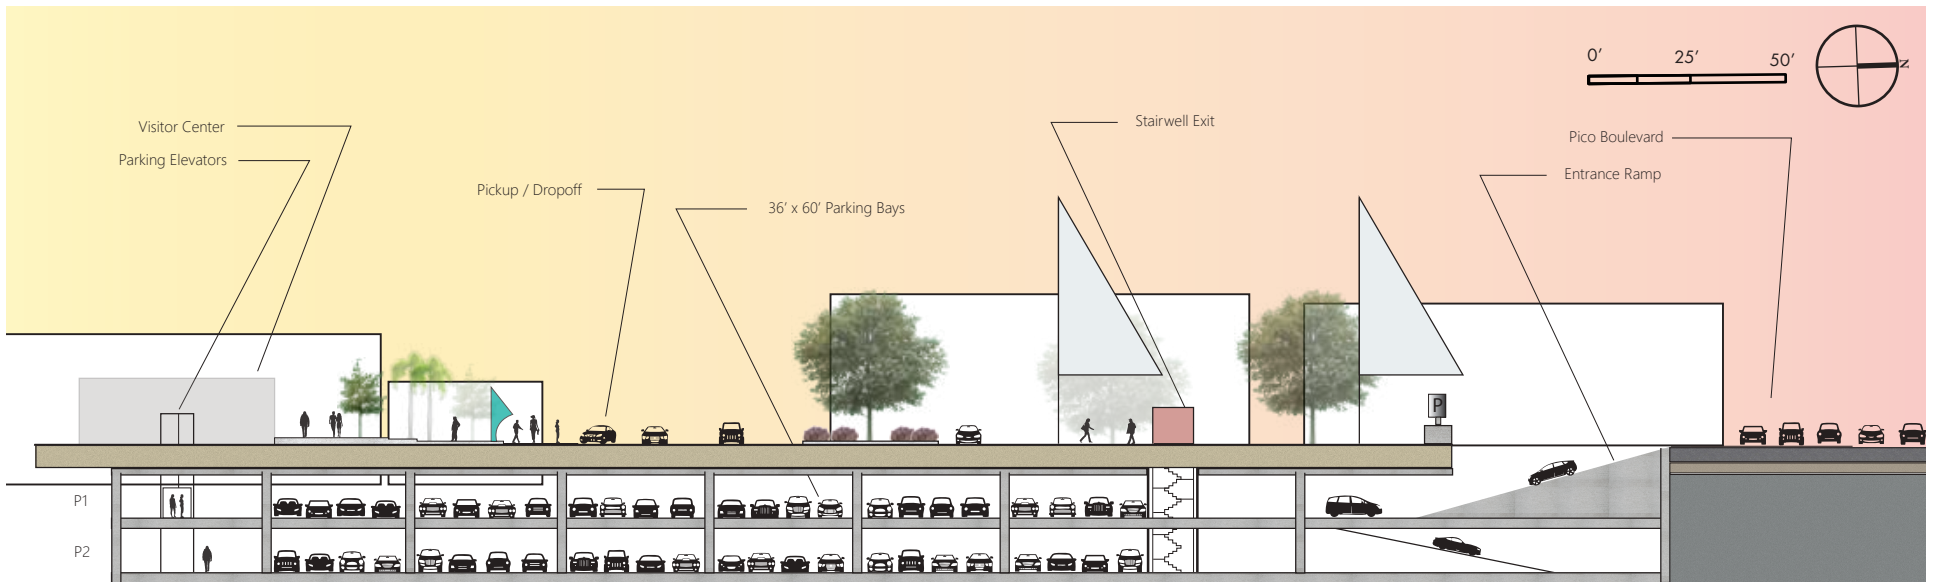 0' 25' 50'
N
Visitor Center
Parking Elevators
Pickup / Dropoff
36' x 60' Parking Bays
Stairwell Exit
Pico Boulevard
Entrance Ramp
P
P1
P2